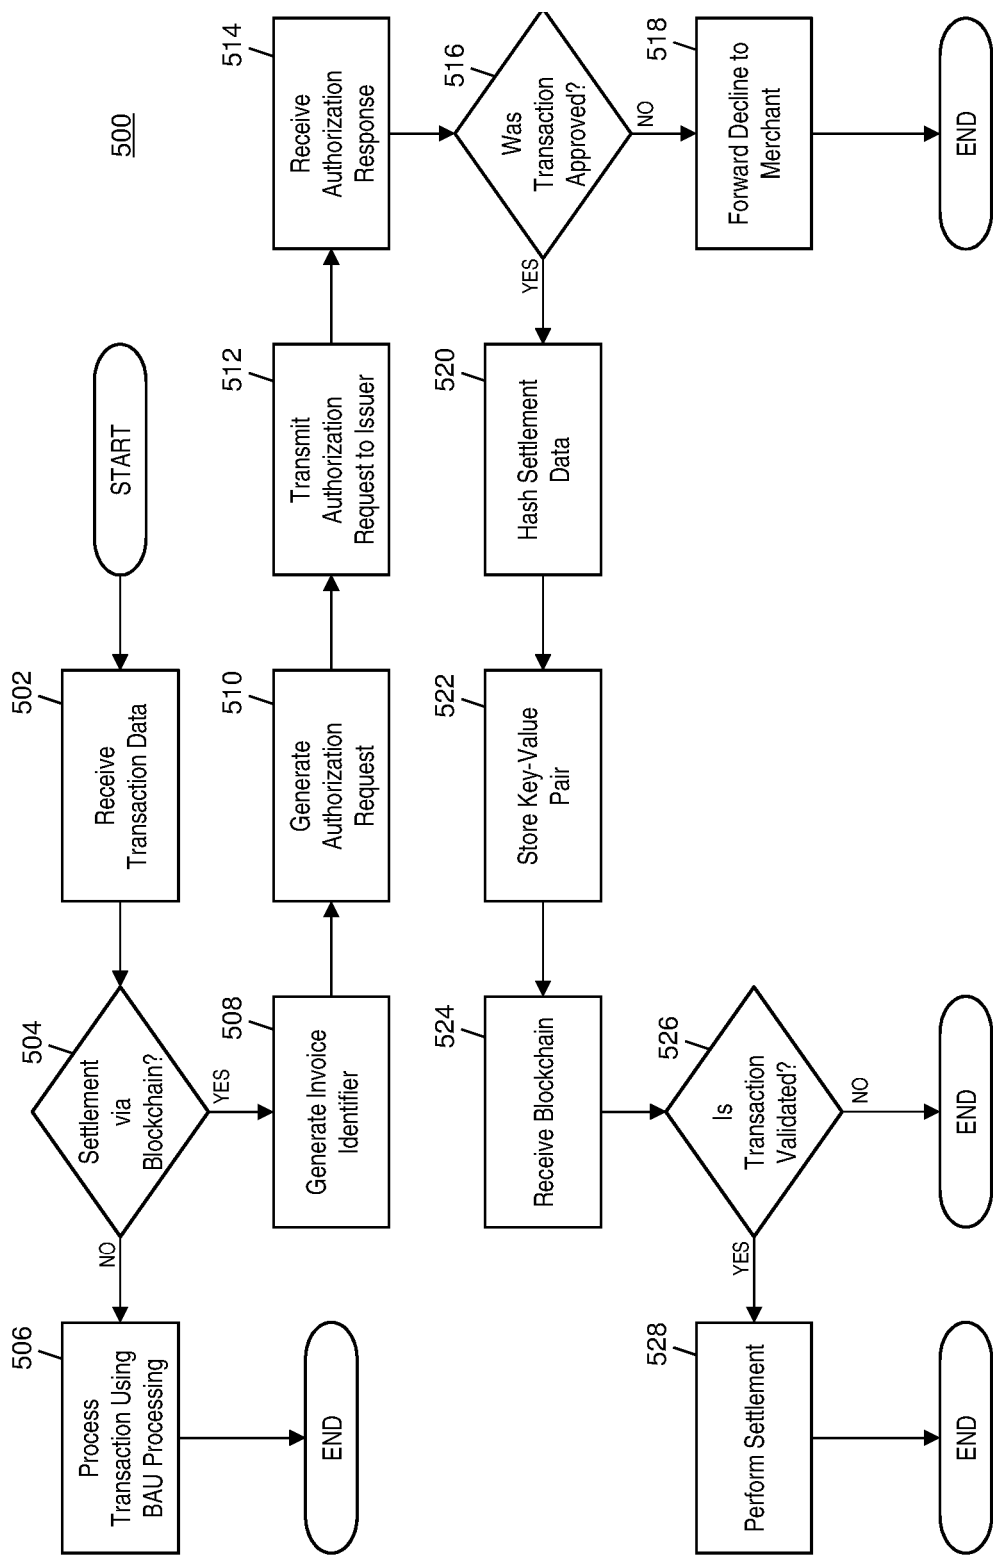 500
START
502
Receive
Transaction Data
504
Settlement
via
Blockchain?
NO
YES
506
Process
Transaction Using
BAU Processing
END
508
Generate Invoice
Identifier
510
Generate
Authorization
Request
512
Transmit
Authorization
Request to Issuer
514
Receive
Authorization
Response
516
Was
Transaction
Approved?
NO
YES
518
Forward Decline to
Merchant
END
520
Hash Settlement
Data
522
Store Key-Value
Pair
524
Receive Blockchain
526
Is
Transaction
Validated?
NO
END
YES
528
Perform Settlement
END